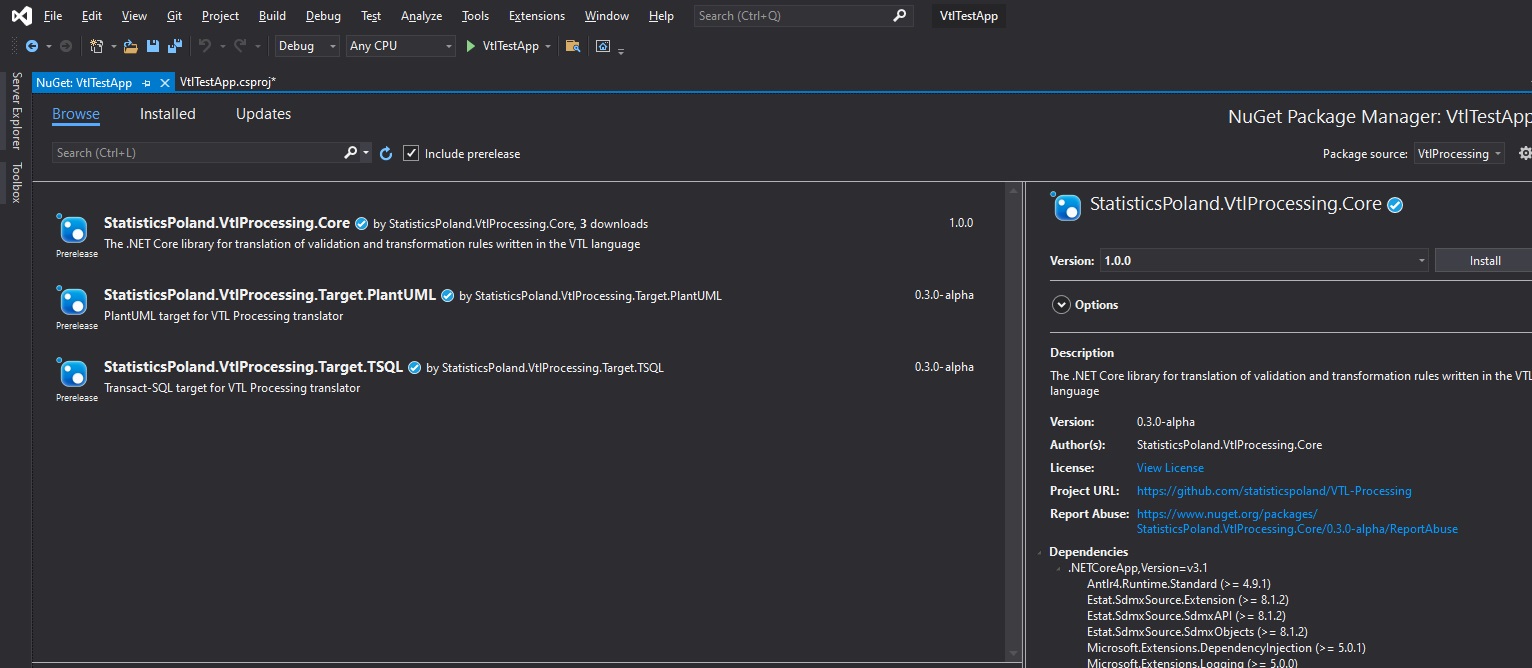 File Edit View Git Project Build Debug Test Analyze Tools Extensions Window Help Search (Ctrl+Q) VtlTestApp
Debug Any CPU VtlTestApp
Server Explorer
Toolbox
NuGet: VtlTestApp VtlTestApp.csproj*
Browse Installed Updates
NuGet Package Manager: VtlTestApp
Search (Ctrl+L) Include prerelease
Package source: VtlProcessing
StatisticsPoland.VtlProcessing.Core by StatisticsPoland.VtlProcessing.Core, 3 downloads 1.0.0
The .NET Core library for translation of validation and transformation rules written in the VTL language
Prerelease
StatisticsPoland.VtlProcessing.Target.PlantUML by StatisticsPoland.VtlProcessing.Target.PlantUML 0.3.0-alpha
PlantUML target for VTL Processing translator
Prerelease
StatisticsPoland.VtlProcessing.Target.TSQL by StatisticsPoland.VtlProcessing.Target.TSQL 0.3.0-alpha
Transact-SQL target for VTL Processing translator
Prerelease
StatisticsPoland.VtlProcessing.Core
Version: 1.0.0 Install
Options
Description
The .NET Core library for translation of validation and transformation rules written in the VTL
language
Version: 0.3.0-alpha
Author(s): StatisticsPoland.VtlProcessing.Core
License: View License
Project URL: https://github.com/statisticspoland/VTL-Processing
Report Abuse: https://www.nuget.org/packages/
StatisticsPoland.VtlProcessing.Core/0.3.0-alpha/ReportAbuse
Dependencies
.NETCoreApp,Version=v3.1
Antlr4.Runtime.Standard (>= 4.9.1)
Estat.SdmxSource.Extension (>= 8.1.2)
Estat.SdmxSource.SdmxAPI (>= 8.1.2)
Estat.SdmxSource.SdmxObjects (>= 8.1.2)
Microsoft.Extensions.DependencyInjection (>= 5.0.1)
Microsoft.Extensions.Logging (>= 5.0.0)